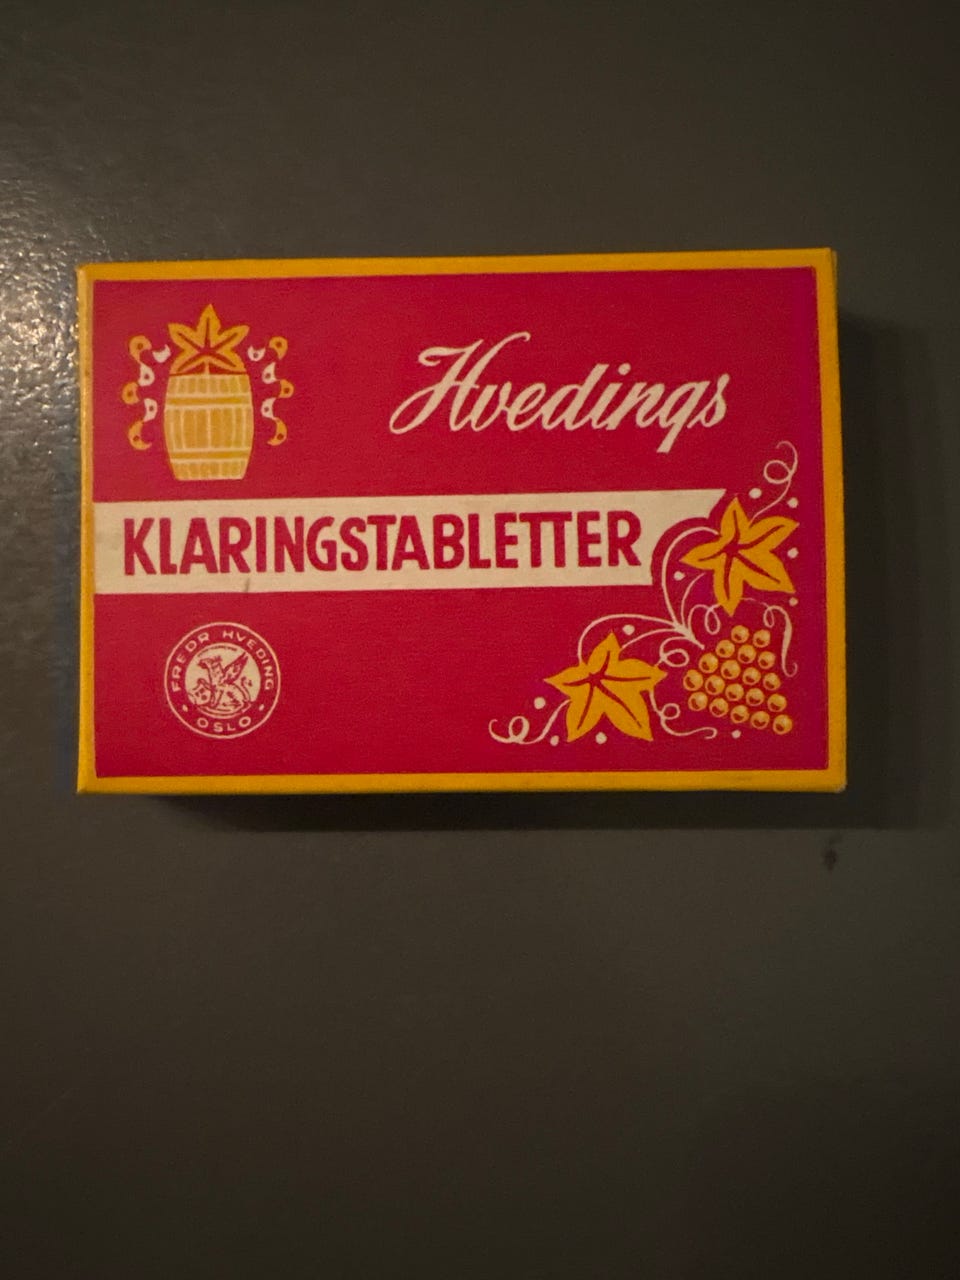 Hvedings
KLARINGSTABLETTER
FREDR HVEDING
OSLO